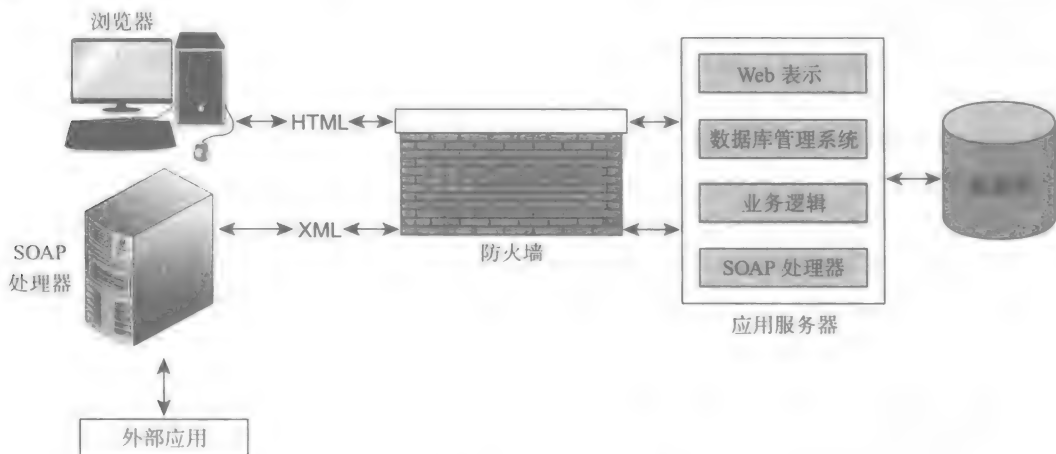 浏览器
Web 表示
HTML
数据库管理系统
业务逻辑
XML
SOAP
处理器
防火墙
SOAP 处理器
应用服务器
外部应用